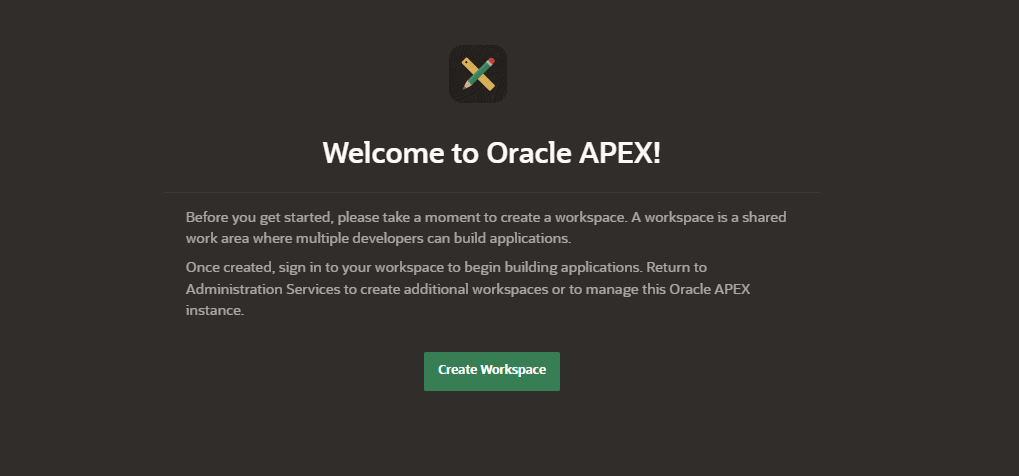 Welcome to Oracle APEX!
Before you get started, please take a moment to create a workspace. A workspace is a shared
work area where multiple developers can build applications.
Once created, sign in to your workspace to begin building applications. Return to
Administration Services to create additional workspaces or to manage this Oracle APEX
instance.
Create Workspace